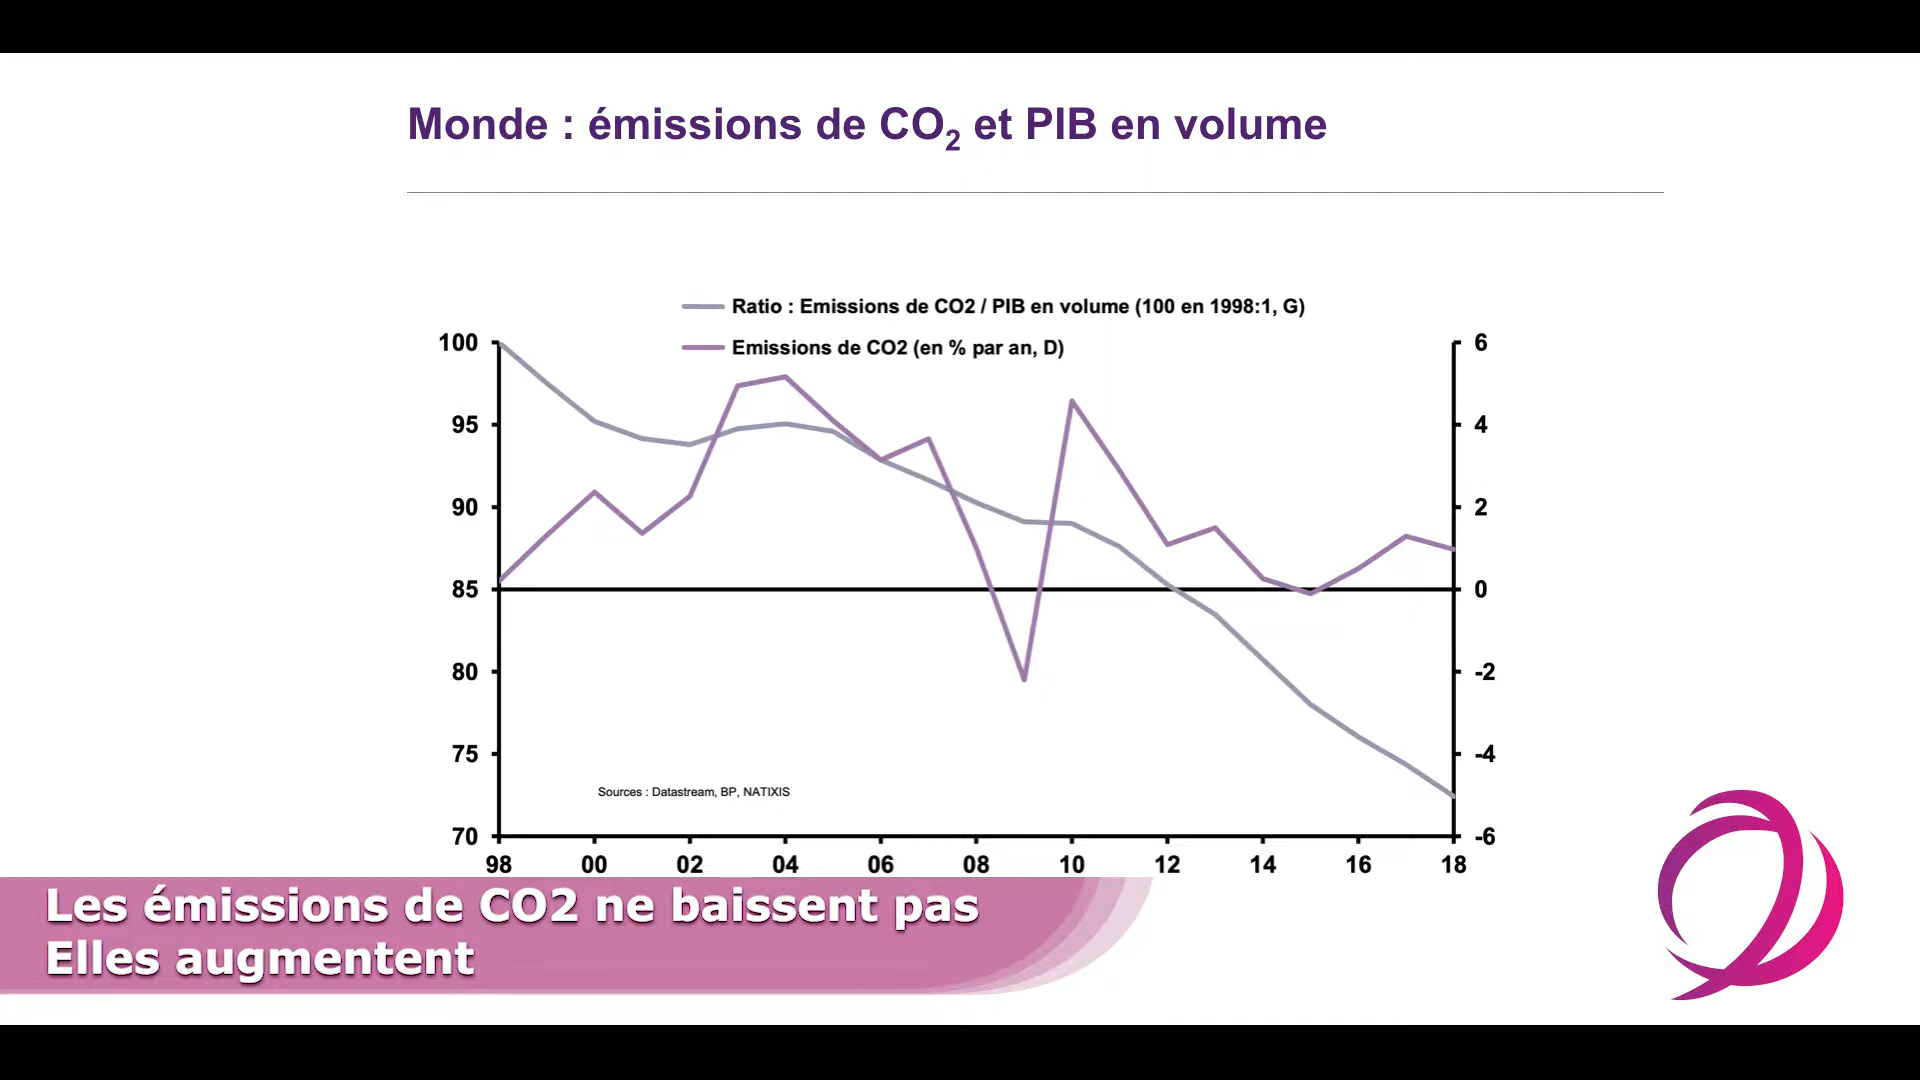 Monde : émissions de CO2 et PIB en volume
Ratio : Emissions de CO2 / PIB en volume (100 en 1998:1, G)
Emissions de CO2 (en % par an, D)
100
95
90
85
80
75
70
6
4
2
0
-2
-4
-6
Sources : Datastream, BP, NATIXIS
98 00 02 04 06 08 10 12 14 16 18
Les émissions de CO2 ne baissent pas
Elles augmentent